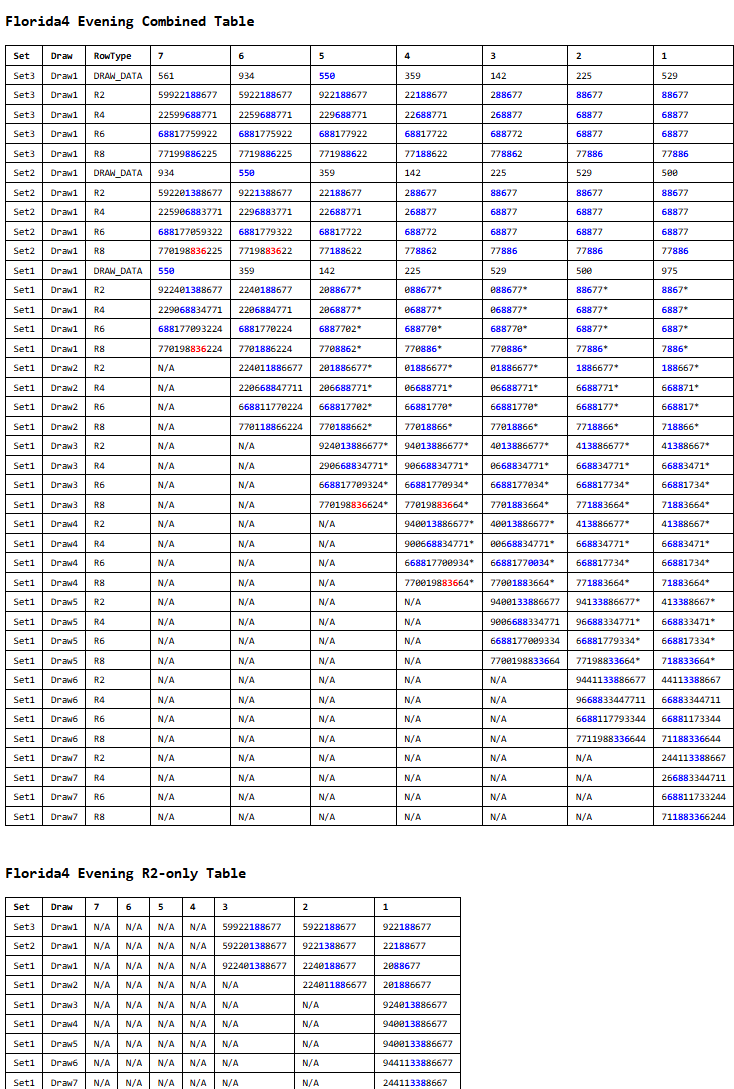 Florida4 Evening Combined Table
Set Draw RowType 7 6 5 4 3 2 1
Set3 Draw1 DRAW_DATA 561 934 550 359 142 225 529
Set3 Draw1 R2 59922188677 5922188677 922188677 22188677 288677 88677 88677
Set3 Draw1 R4 22599688771 2259688771 229688771 22688771 268877 68877 68877
Set3 Draw1 R6 68817759922 6881775922 688177922 68817722 688772 68877 68877
Set3 Draw1 R8 77199886225 7719886225 771988622 77188622 778862 77886 77886
Set2 Draw1 DRAW_DATA 934 550 359 142 225 529 500
Set2 Draw1 R2 592201388677 9221388677 22188677 288677 88677 88677 88677
Set2 Draw1 R4 225906883771 2296883771 22688771 268877 68877 68877 68877
Set2 Draw1 R6 688177059322 6881779322 68817722 688772 68877 68877 68877
Set2 Draw1 R8 770198836225 7719883622 77188622 778862 77886 77886 77886
Set1 Draw1 DRAW_DATA 550 359 142 225 529 500 975
Set1 Draw1 R2 922401388677 2240188677 2088677* 088677* 088677* 88677* 8867*
Set1 Draw1 R4 229068834771 2206884771 2068877* 068877* 068877* 68877* 6887*
Set1 Draw1 R6 688177093224 6881770224 6887702* 688770* 688770* 68877* 6887*
Set1 Draw1 R8 770198836224 7701886224 7708862* 770886* 770886* 77886* 7886*
Set1 Draw2 R2 N/A 224011886677 201886677* 01886677* 01886677* 1886677* 188667*
Set1 Draw2 R4 N/A 220668847711 206688771* 06688771* 06688771* 6688771* 668871*
Set1 Draw2 R6 N/A 668811770224 668817702* 66881770* 66881770* 6688177* 668817*
Set1 Draw2 R8 N/A 770118866224 770188662* 77018866* 77018866* 7718866* 718866*
Set1 Draw3 R2 N/A N/A 924013886677* 94013886677* 4013886677* 413886677* 41388667*
Set1 Draw3 R4 N/A N/A 290668834771* 90668834771* 0668834771* 668834771* 66883471*
Set1 Draw3 R6 N/A N/A 668817709324* 66881770934* 6688177034* 668817734* 66881734*
Set1 Draw3 R8 N/A N/A 770198836624* 77019883664* 7701883664* 771883664* 71883664*
Set1 Draw4 R2 N/A N/A N/A 940013886677* 40013886677* 413886677* 41388667*
Set1 Draw4 R4 N/A N/A N/A 900668834771* 00668834771* 668834771* 66883471*
Set1 Draw4 R6 N/A N/A N/A 668817700934* 66881770034* 668817734* 66881734*
Set1 Draw4 R8 N/A N/A N/A 770019883664* 77001883664* 771883664* 71883664*
Set1 Draw5 R2 N/A N/A N/A N/A 9400133886677 94133886677* 413388667*
Set1 Draw5 R4 N/A N/A N/A N/A 9006688334771 96688334771* 668833471*
Set1 Draw5 R6 N/A N/A N/A N/A 6688177009334 66881779334* 668817334*
Set1 Draw5 R8 N/A N/A N/A N/A 7700198833664 77198833664* 718833664*
Set1 Draw6 R2 N/A N/A N/A N/A N/A 9441133886677 44113388667
Set1 Draw6 R4 N/A N/A N/A N/A N/A 9668833447711 66883344711
Set1 Draw6 R6 N/A N/A N/A N/A N/A 6688117793344 66881173344
Set1 Draw6 R8 N/A N/A N/A N/A N/A 7711988336644 71188336644
Set1 Draw7 R2 N/A N/A N/A N/A N/A N/A 244113388667
Set1 Draw7 R4 N/A N/A N/A N/A N/A N/A 266883344711
Set1 Draw7 R6 N/A N/A N/A N/A N/A N/A 668811733244
Set1 Draw7 R8 N/A N/A N/A N/A N/A N/A 711883366244
Florida4 Evening R2-only Table
Set Draw 7 6 5 4 3 2 1
Set3 Draw1 N/A N/A N/A N/A 59922188677 5922188677 922188677
Set2 Draw1 N/A N/A N/A N/A 592201388677 9221388677 22188677
Set1 Draw1 N/A N/A N/A N/A 922401388677 2240188677 2088677
Set1 Draw2 N/A N/A N/A N/A N/A 224011886677 201886677
Set1 Draw3 N/A N/A N/A N/A N/A N/A 924013886677
Set1 Draw4 N/A N/A N/A N/A N/A N/A 940013886677
Set1 Draw5 N/A N/A N/A N/A N/A N/A 9400133886677
Set1 Draw6 N/A N/A N/A N/A N/A N/A 9441133886677
Set1 Draw7 N/A N/A N/A N/A N/A N/A 244113388667